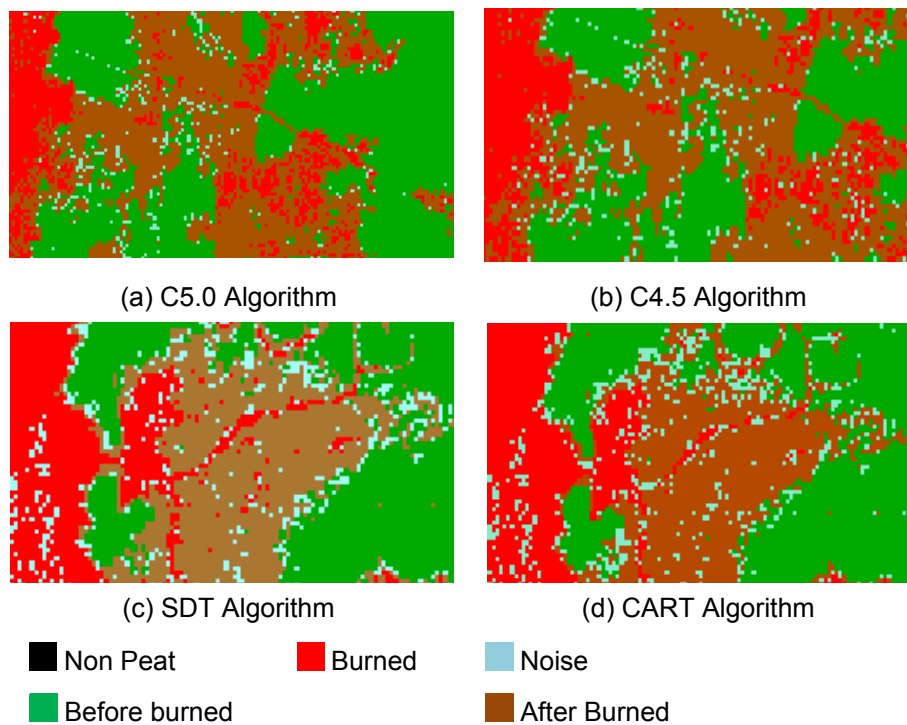 (a) C5.0 Algorithm
(b) C4.5 Algorithm
(c) SDT Algorithm
(d) CART Algorithm
Non Peat
Burned
Noise
Before burned
After Burned